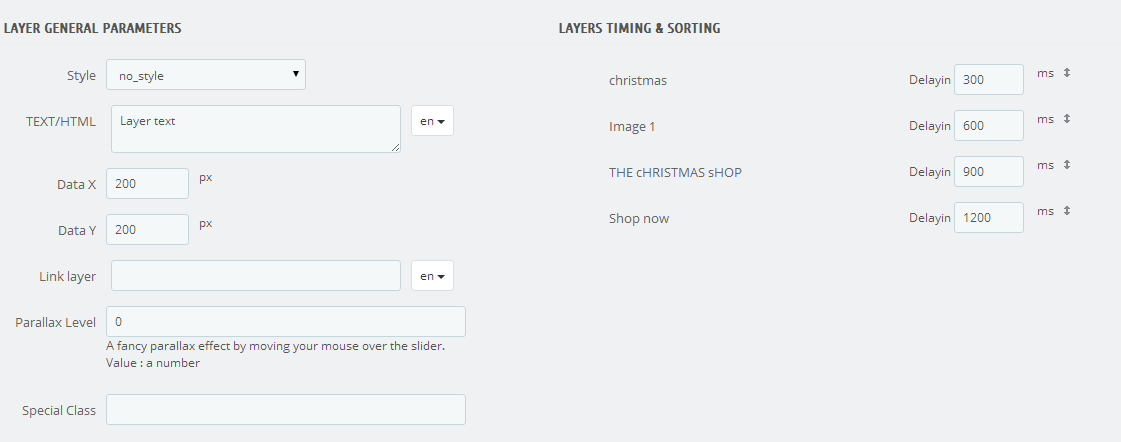 LAYER GENERAL PARAMETERS
Style no_style
TEXT/HTML Layer text en
Data X 200 px
Data Y 200 px
Link layer en
Parallax Level 0
A fancy parallax effect by moving your mouse over the slider.
Value : a number
Special Class
LAYERS TIMING & SORTING
christmas Delayin 300 ms
Image 1 Delayin 600 ms
THE cHRISTMAS sHOP Delayin 900 ms
Shop now Delayin 1200 ms